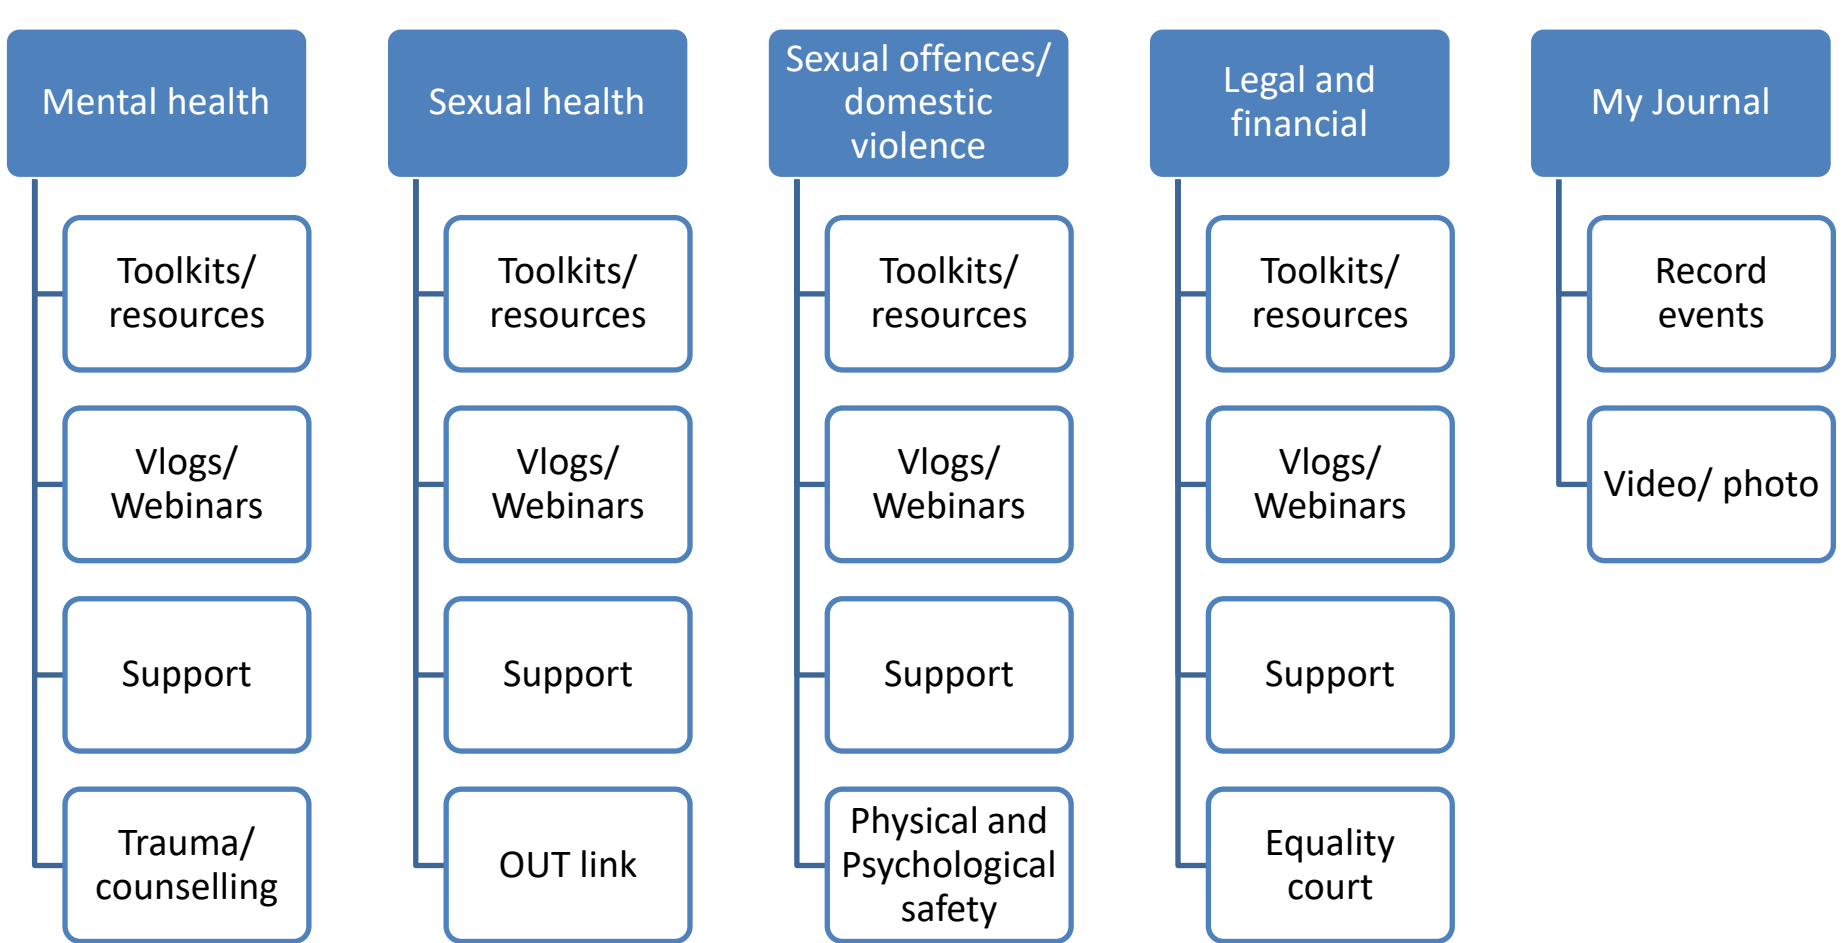 Mental health
Toolkits/
resources
Vlogs/
Webinars
Support
Trauma/
counselling
Sexual health
Toolkits/
resources
Vlogs/
Webinars
Support
OUT link
Sexual offences/
domestic
violence
Toolkits/
resources
Vlogs/
Webinars
Support
Physical and
Psychological
safety
Legal and
financial
Toolkits/
resources
Vlogs/
Webinars
Support
Equality
court
My Journal
Record
events
Video/ photo